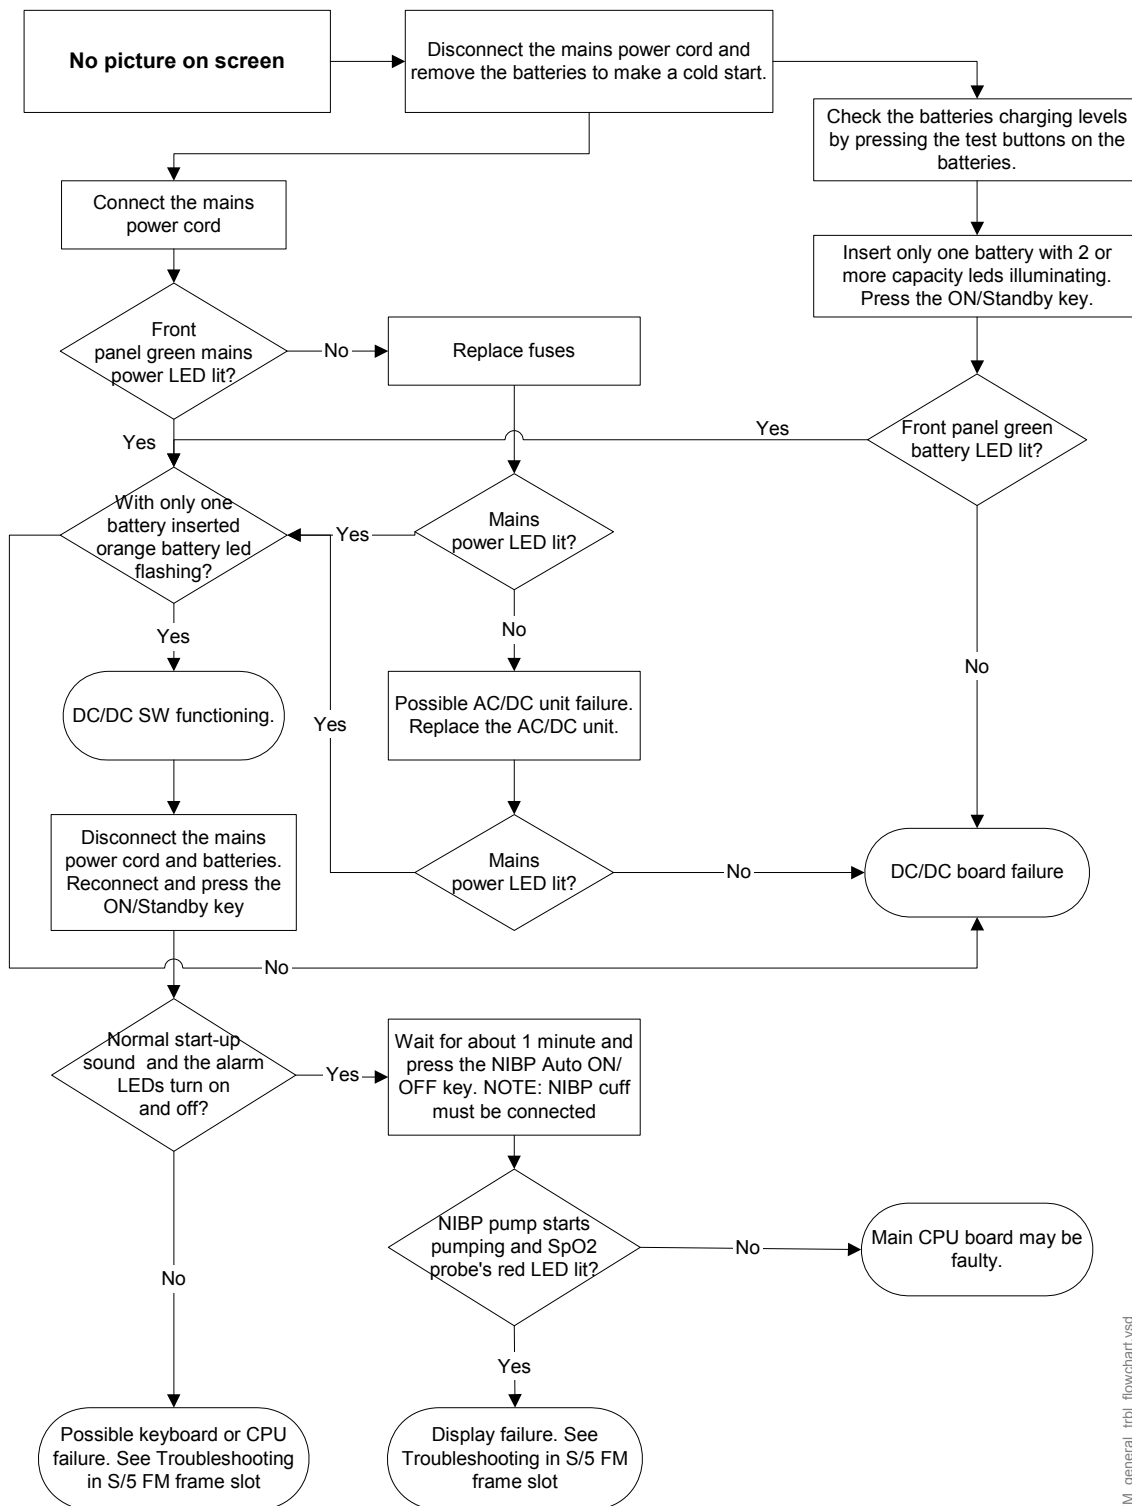 No picture on screen
Disconnect the mains power cord and
remove the batteries to make a cold start.
Check the batteries charging levels
by pressing the test buttons on the
batteries.
Connect the mains
power cord
Insert only one battery with 2 or
more capacity leds illuminating.
Press the ON/Standby key.
Front
panel green mains
power LED lit?
No
Replace fuses
Yes
Yes
Front panel green
battery LED lit?
With only one
battery inserted
orange battery led
flashing?
Yes
Mains
power LED lit?
Yes
No
No
DC/DC SW functioning.
Yes
Possible AC/DC unit failure.
Replace the AC/DC unit.
Disconnect the mains
power cord and batteries.
Reconnect and press the
ON/Standby key
Mains
power LED lit?
No
DC/DC board failure
No
Normal start-up
sound  and the alarm
LEDs turn on
and off?
Yes
Wait for about 1 minute and
press the NIBP Auto ON/
OFF key. NOTE: NIBP cuff
must be connected
NIBP pump starts
pumping and SpO2
probe's red LED lit?
No
Main CPU board may be
faulty.
No
Yes
Possible keyboard or CPU
failure. See Troubleshooting
in S/5 FM frame slot
Display failure. See
Troubleshooting in S/5 FM
frame slot
M_general_trbl_flowchart.vsd